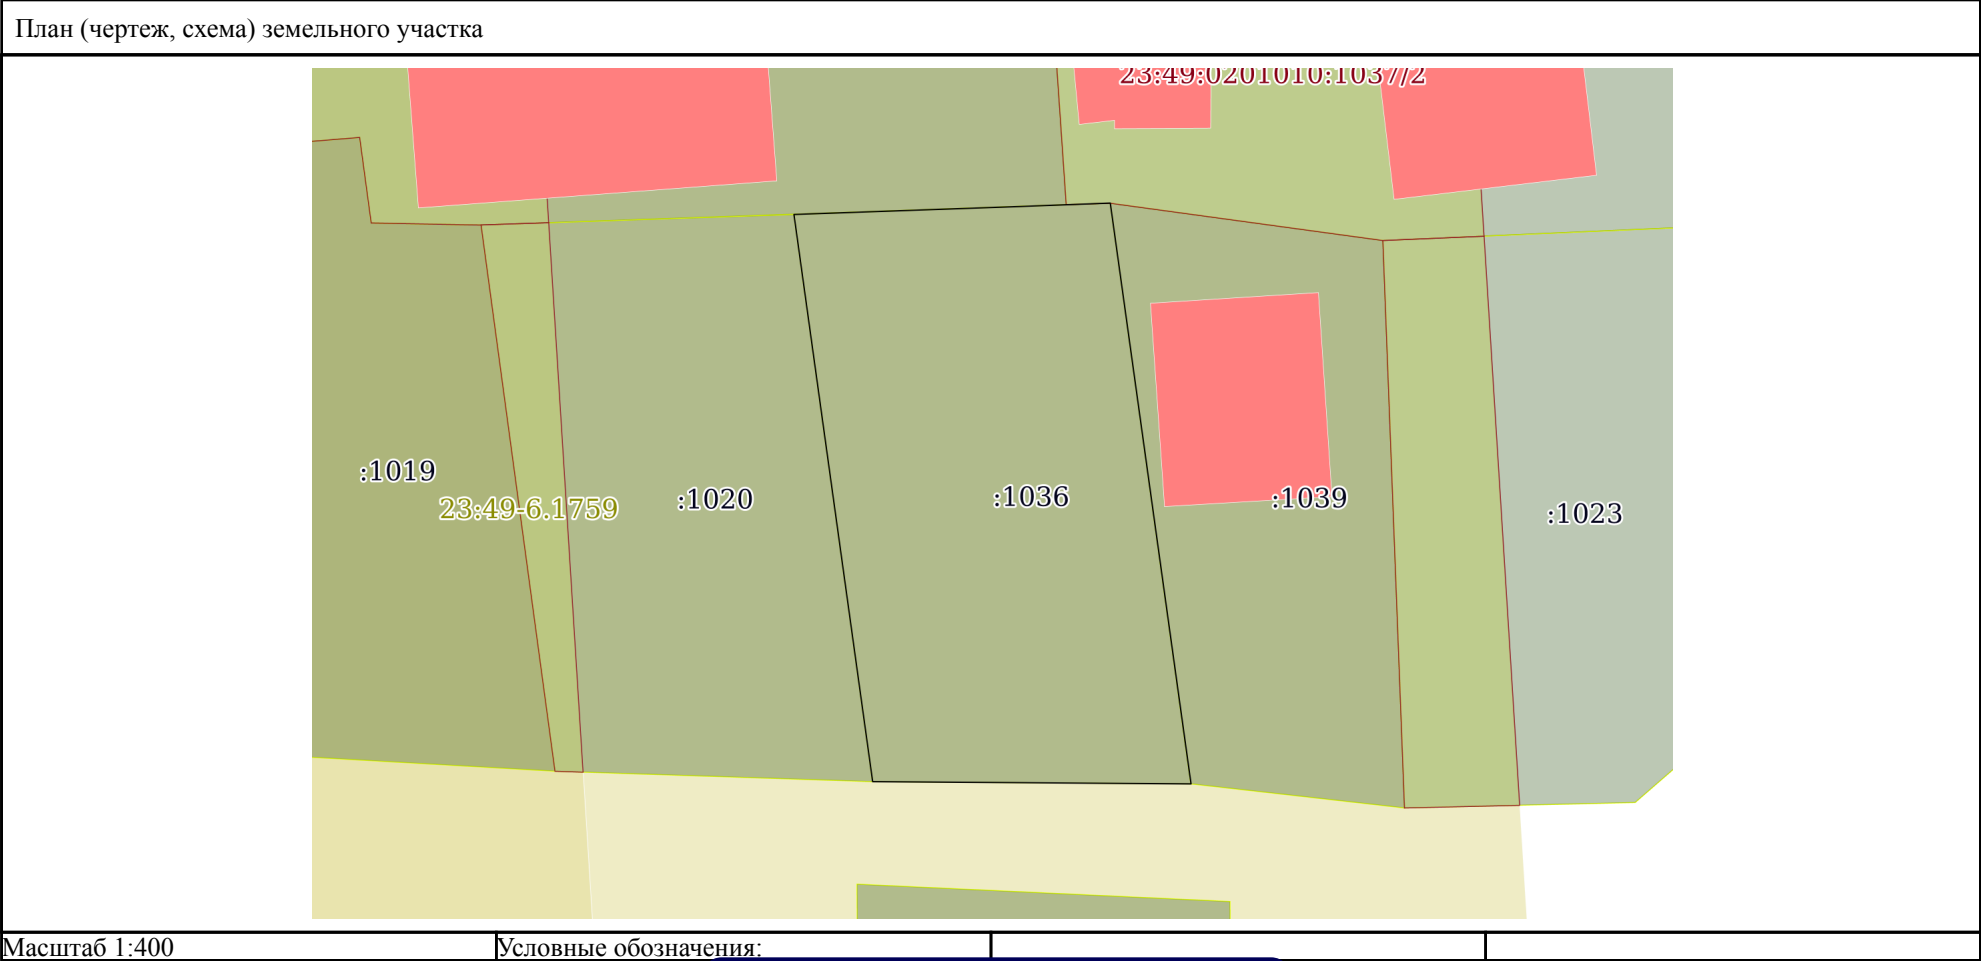 План (чертеж, схема) земельного участка
23:49:0201010:1037/2
:1019
23:49-6.1759
:1020
:1036
:1039
:1023
Масштаб 1:400
Условные обозначения: